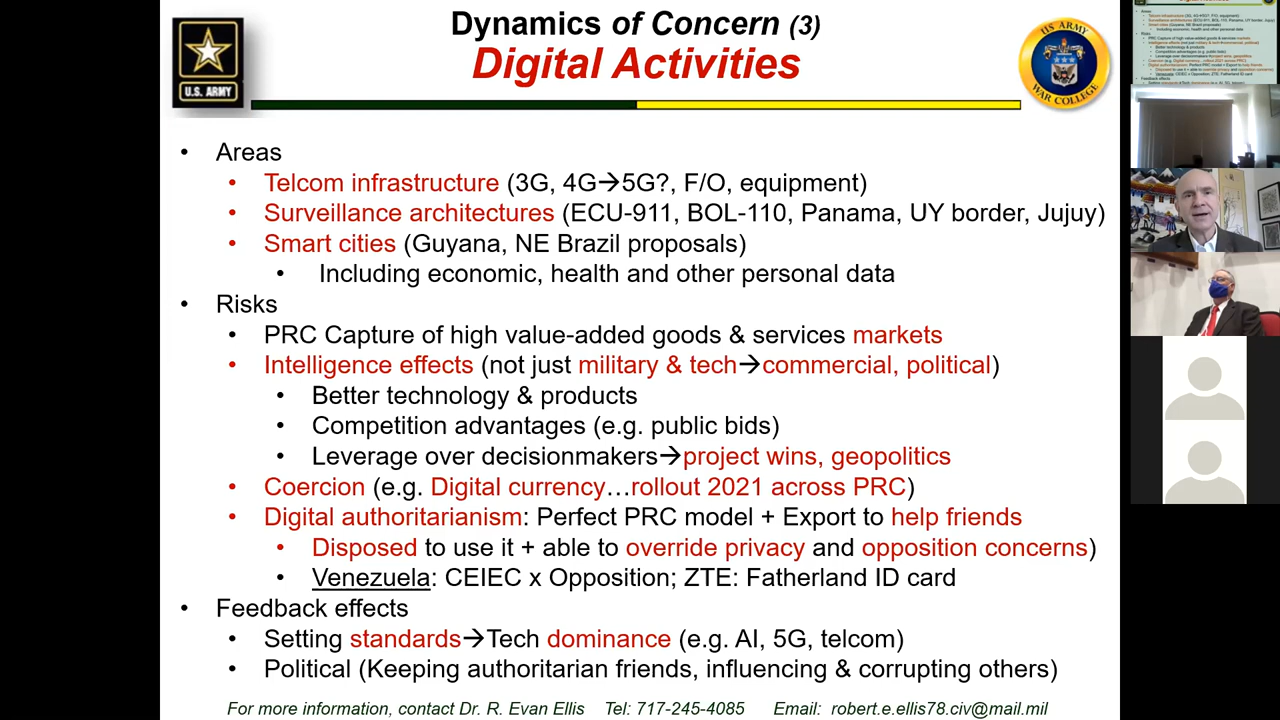 Dynamics of Concern (3)
Digital Activities
U.S. ARMY
US ARMY
WAR COLLEGE
• Areas
• Telcom infrastructure (3G, 4G→5G?, F/O, equipment)
• Surveillance architectures (ECU-911, BOL-110, Panama, UY border, Jujuy)
• Smart cities (Guyana, NE Brazil proposals)
• Including economic, health and other personal data
• Risks
• PRC Capture of high value-added goods & services markets
• Intelligence effects (not just military & tech→commercial, political)
• Better technology & products
• Competition advantages (e.g. public bids)
• Leverage over decisionmakers→project wins, geopolitics
• Coercion (e.g. Digital currency…rollout 2021 across PRC)
• Digital authoritarianism: Perfect PRC model + Export to help friends
• Disposed to use it + able to override privacy and opposition concerns)
• Venezuela: CEIEC x Opposition; ZTE: Fatherland ID card
• Feedback effects
• Setting standards→Tech dominance (e.g. AI, 5G, telcom)
• Political (Keeping authoritarian friends, influencing & corrupting others)
For more information, contact Dr. R. Evan Ellis Tel: 717-245-4085 Email: robert.e.ellis78.civ@mail.mil